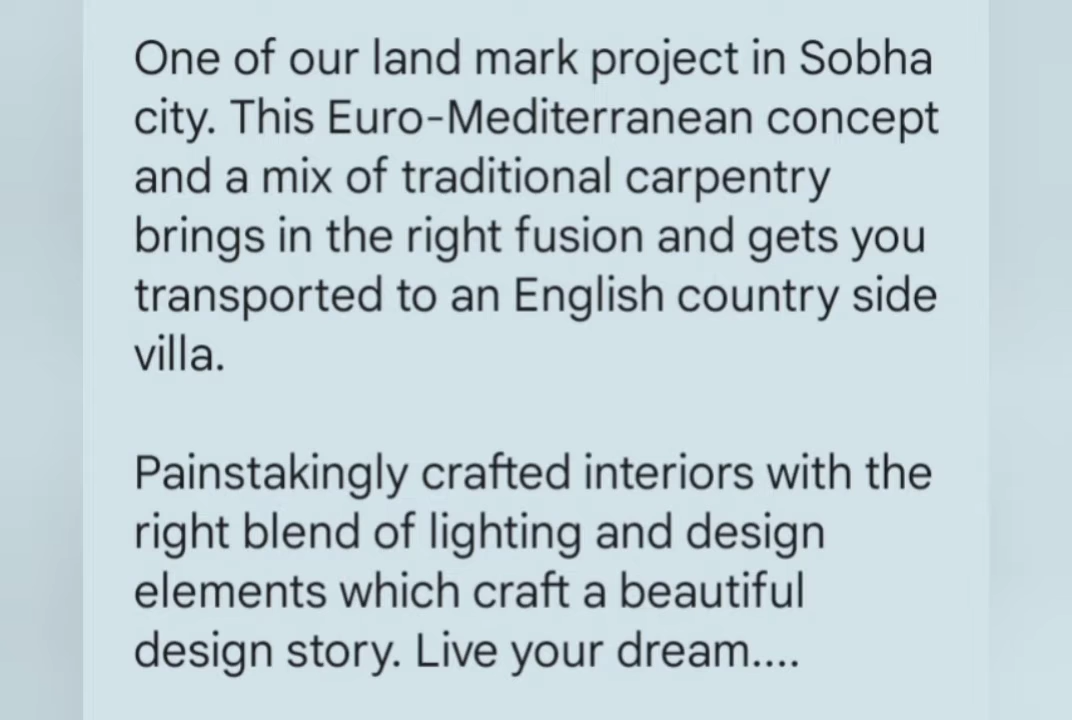 One of our land mark project in Sobha
city. This Euro-Mediterranean concept
and a mix of traditional carpentry
brings in the right fusion and gets you
transported to an English country side
villa.
Painstakingly crafted interiors with the
right blend of lighting and design
elements which craft a beautiful
design story. Live your dream....